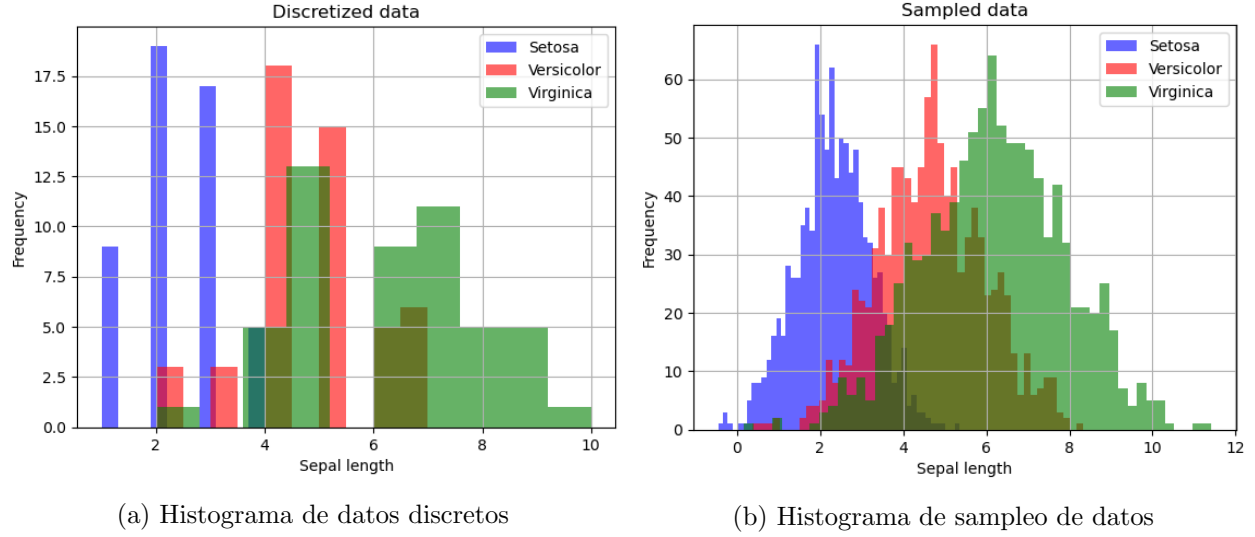 Discretized data
Setosa
Versicolor
Virginica
17.5
15.0
12.5
10.0
7.5
5.0
2.5
0.0
Frequency
2
4
6
8
10
Sepal length
(a) Histograma de datos discretos
Sampled data
Setosa
Versicolor
Virginica
60
50
40
30
20
10
0
Frequency
0
2
4
6
8
10
12
Sepal length
(b) Histograma de sampleo de datos